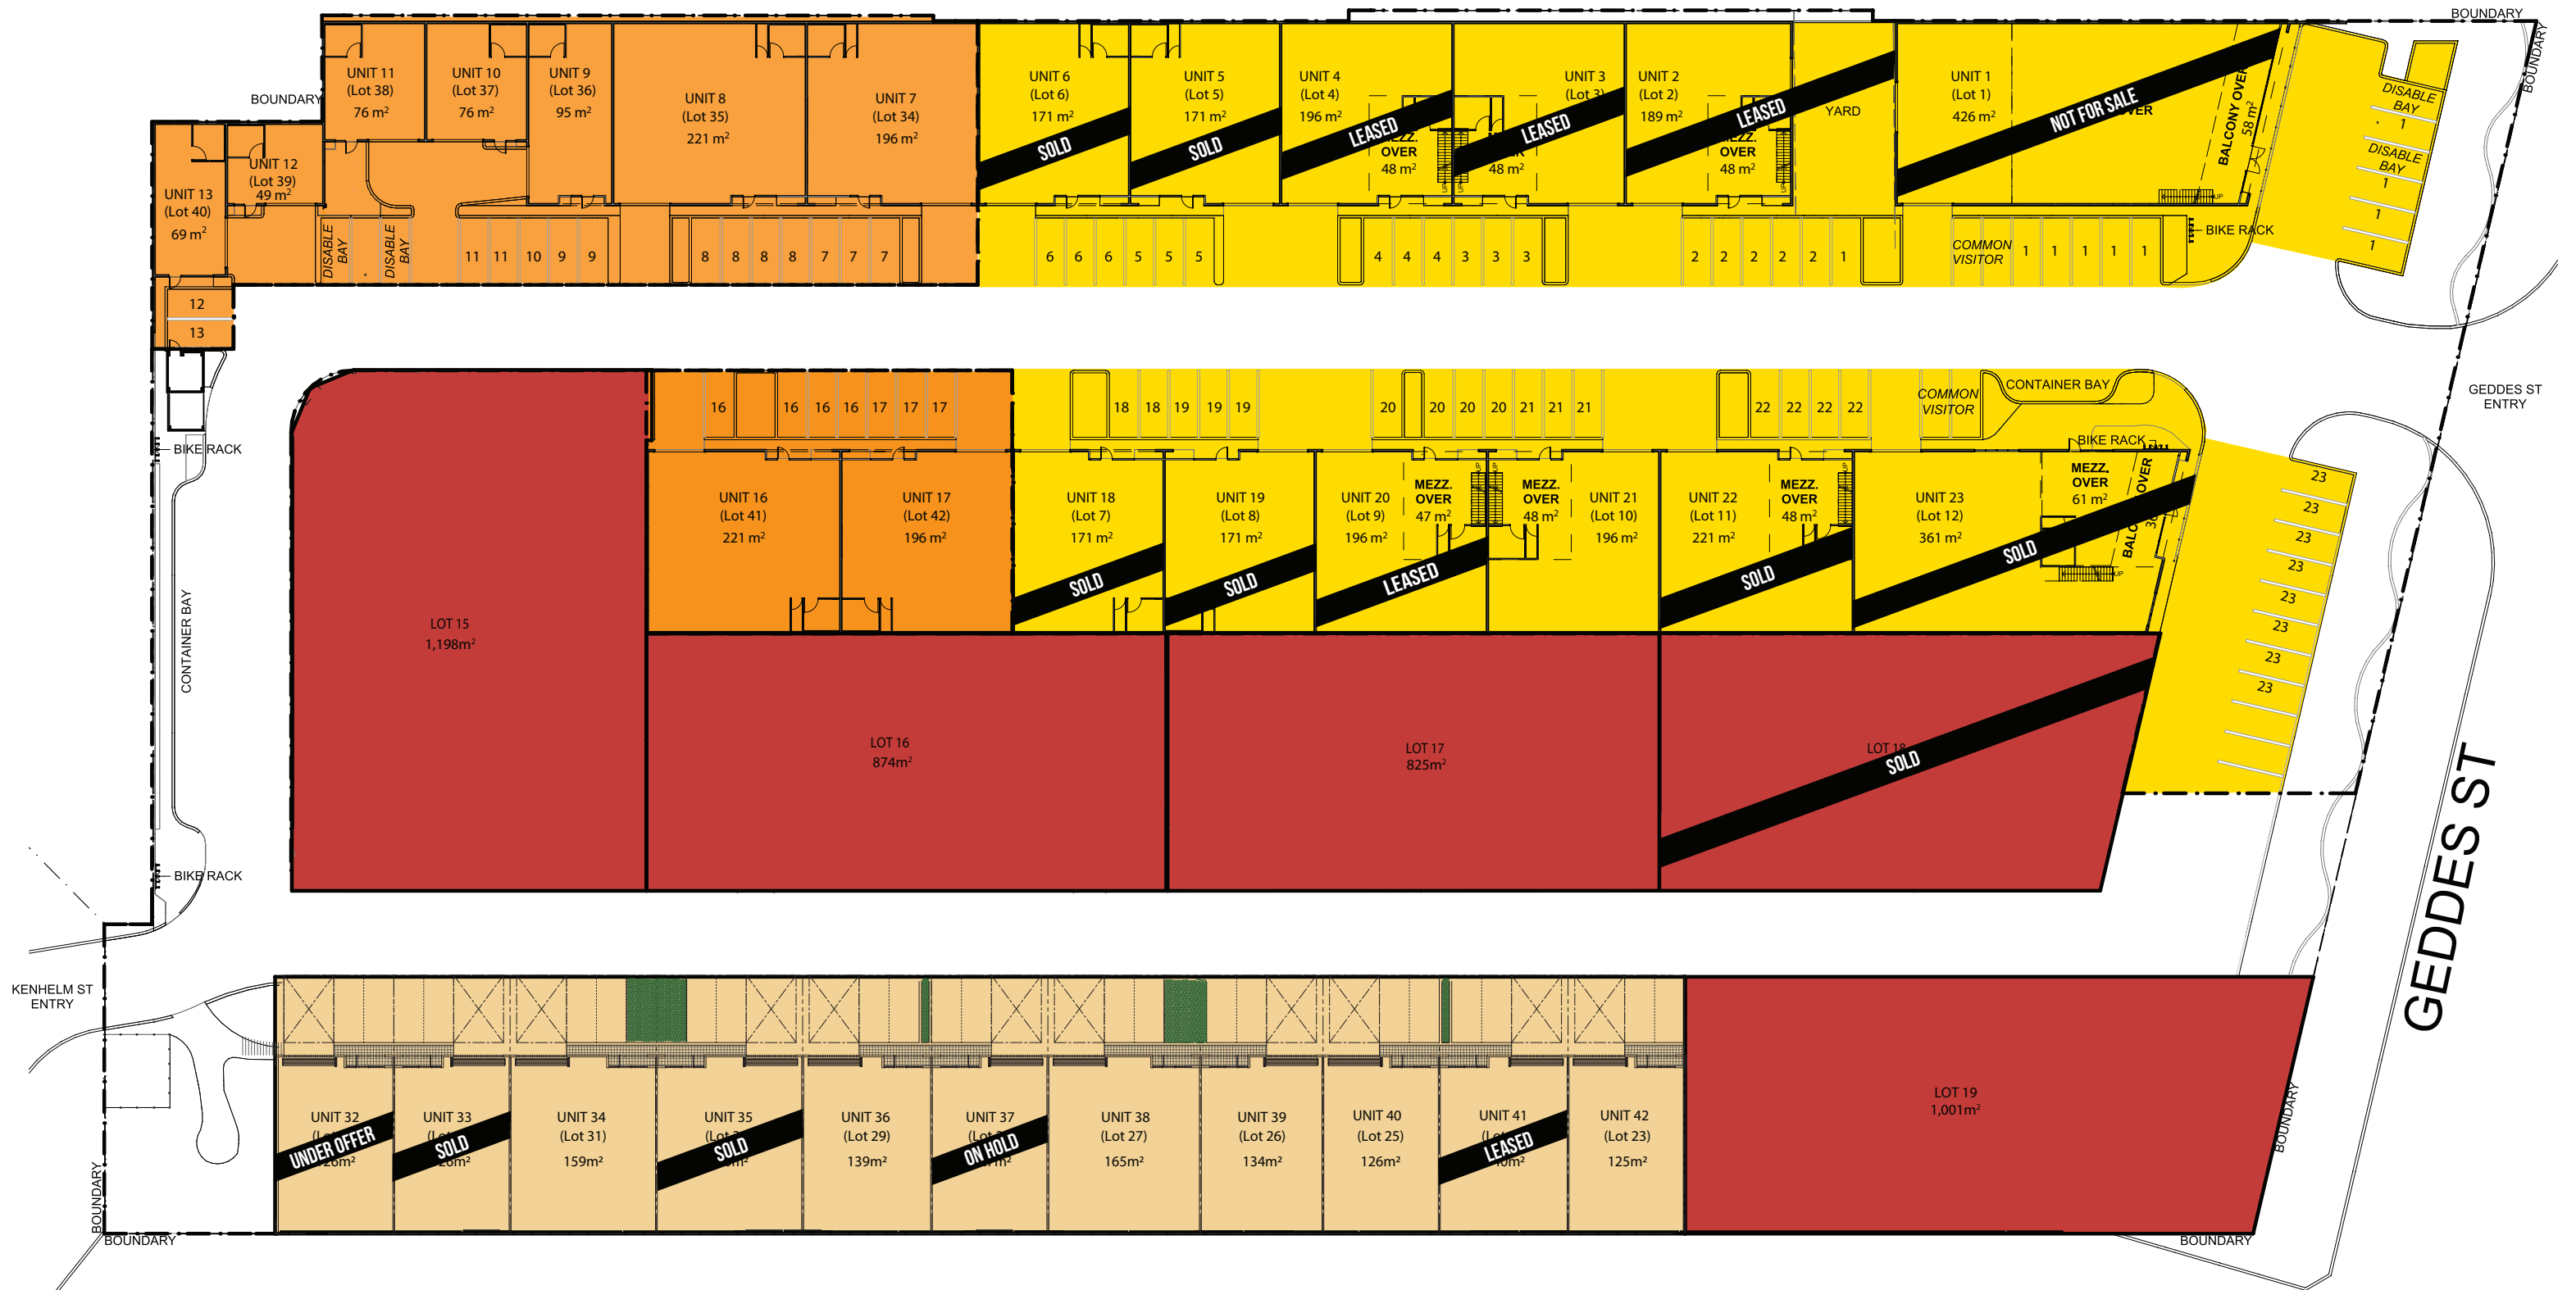 BOUNDARY
BOUNDARY
BOUNDARY
UNIT 11
(Lot 38)
76 m²
UNIT 10
(Lot 37)
76 m²
UNIT 9
(Lot 36)
95 m²
UNIT 8
(Lot 35)
221 m²
UNIT 7
(Lot 34)
196 m²
UNIT 6
(Lot 6)
171 m²
SOLD
UNIT 5
(Lot 5)
171 m²
SOLD
UNIT 4
(Lot 4)
196 m²
LEASED
OVER
48 m²
UNIT 3
(Lot 3)
LEASED
48 m²
UNIT 2
(Lot 2)
189 m²
LEASED
OVER
48 m²
YARD
UNIT 1
(Lot 1)
426 m²
NOT FOR SALE
BALCONY OVER
58 m²
DISABLE
BAY
1
DISABLE
BAY
1
1
1
UNIT 13
(Lot 40)
69 m²
UNIT 12
(Lot 39)
49 m²
DISABLE
BAY
DISABLE
BAY
11 11 10 9 9
8 8 8 8 7 7 7
6 6 6 5 5 5
4 4 4 3 3 3
2 2 2 2 2 1
COMMON
VISITOR
1 1 1 1 1
BIKE RACK
12
13
16 16 16 16 17 17 17
18 18 19 19 19
20 20 20 20 21 21 21
22 22 22 22
COMMON
VISITOR
CONTAINER BAY
GEDDES ST
ENTRY
BIKE RACK
BIKE RACK
UNIT 16
(Lot 41)
221 m²
UNIT 17
(Lot 42)
196 m²
UNIT 18
(Lot 7)
171 m²
SOLD
UNIT 19
(Lot 8)
171 m²
SOLD
UNIT 20
(Lot 9)
196 m²
MEZZ.
OVER
47 m²
LEASED
UP
UP
MEZZ.
OVER
48 m²
UNIT 21
(Lot 10)
196 m²
UNIT 22
(Lot 11)
221 m²
MEZZ.
OVER
48 m²
UP
SOLD
UNIT 23
(Lot 12)
361 m²
MEZZ.
OVER
61 m²
OVER
UP
SOLD
23
23
23
23
23
23
23
23
CONTAINER BAY
LOT 15
1,198m²
LOT 16
874m²
LOT 17
825m²
SOLD
BIKE RACK
GEDDES ST
KENHELM ST
ENTRY
UNIT 32
UNDER OFFER
UNIT 33
SOLD
UNIT 34
(Lot 31)
159m²
UNIT 35
SOLD
UNIT 36
(Lot 29)
139m²
UNIT 37
ON HOLD
UNIT 38
(Lot 27)
165m²
UNIT 39
(Lot 26)
134m²
UNIT 40
(Lot 25)
126m²
UNIT 41
LEASED
UNIT 42
(Lot 23)
125m²
LOT 19
1,001m²
BOUNDARY
BOUNDARY
BOUNDARY
BOUNDARY